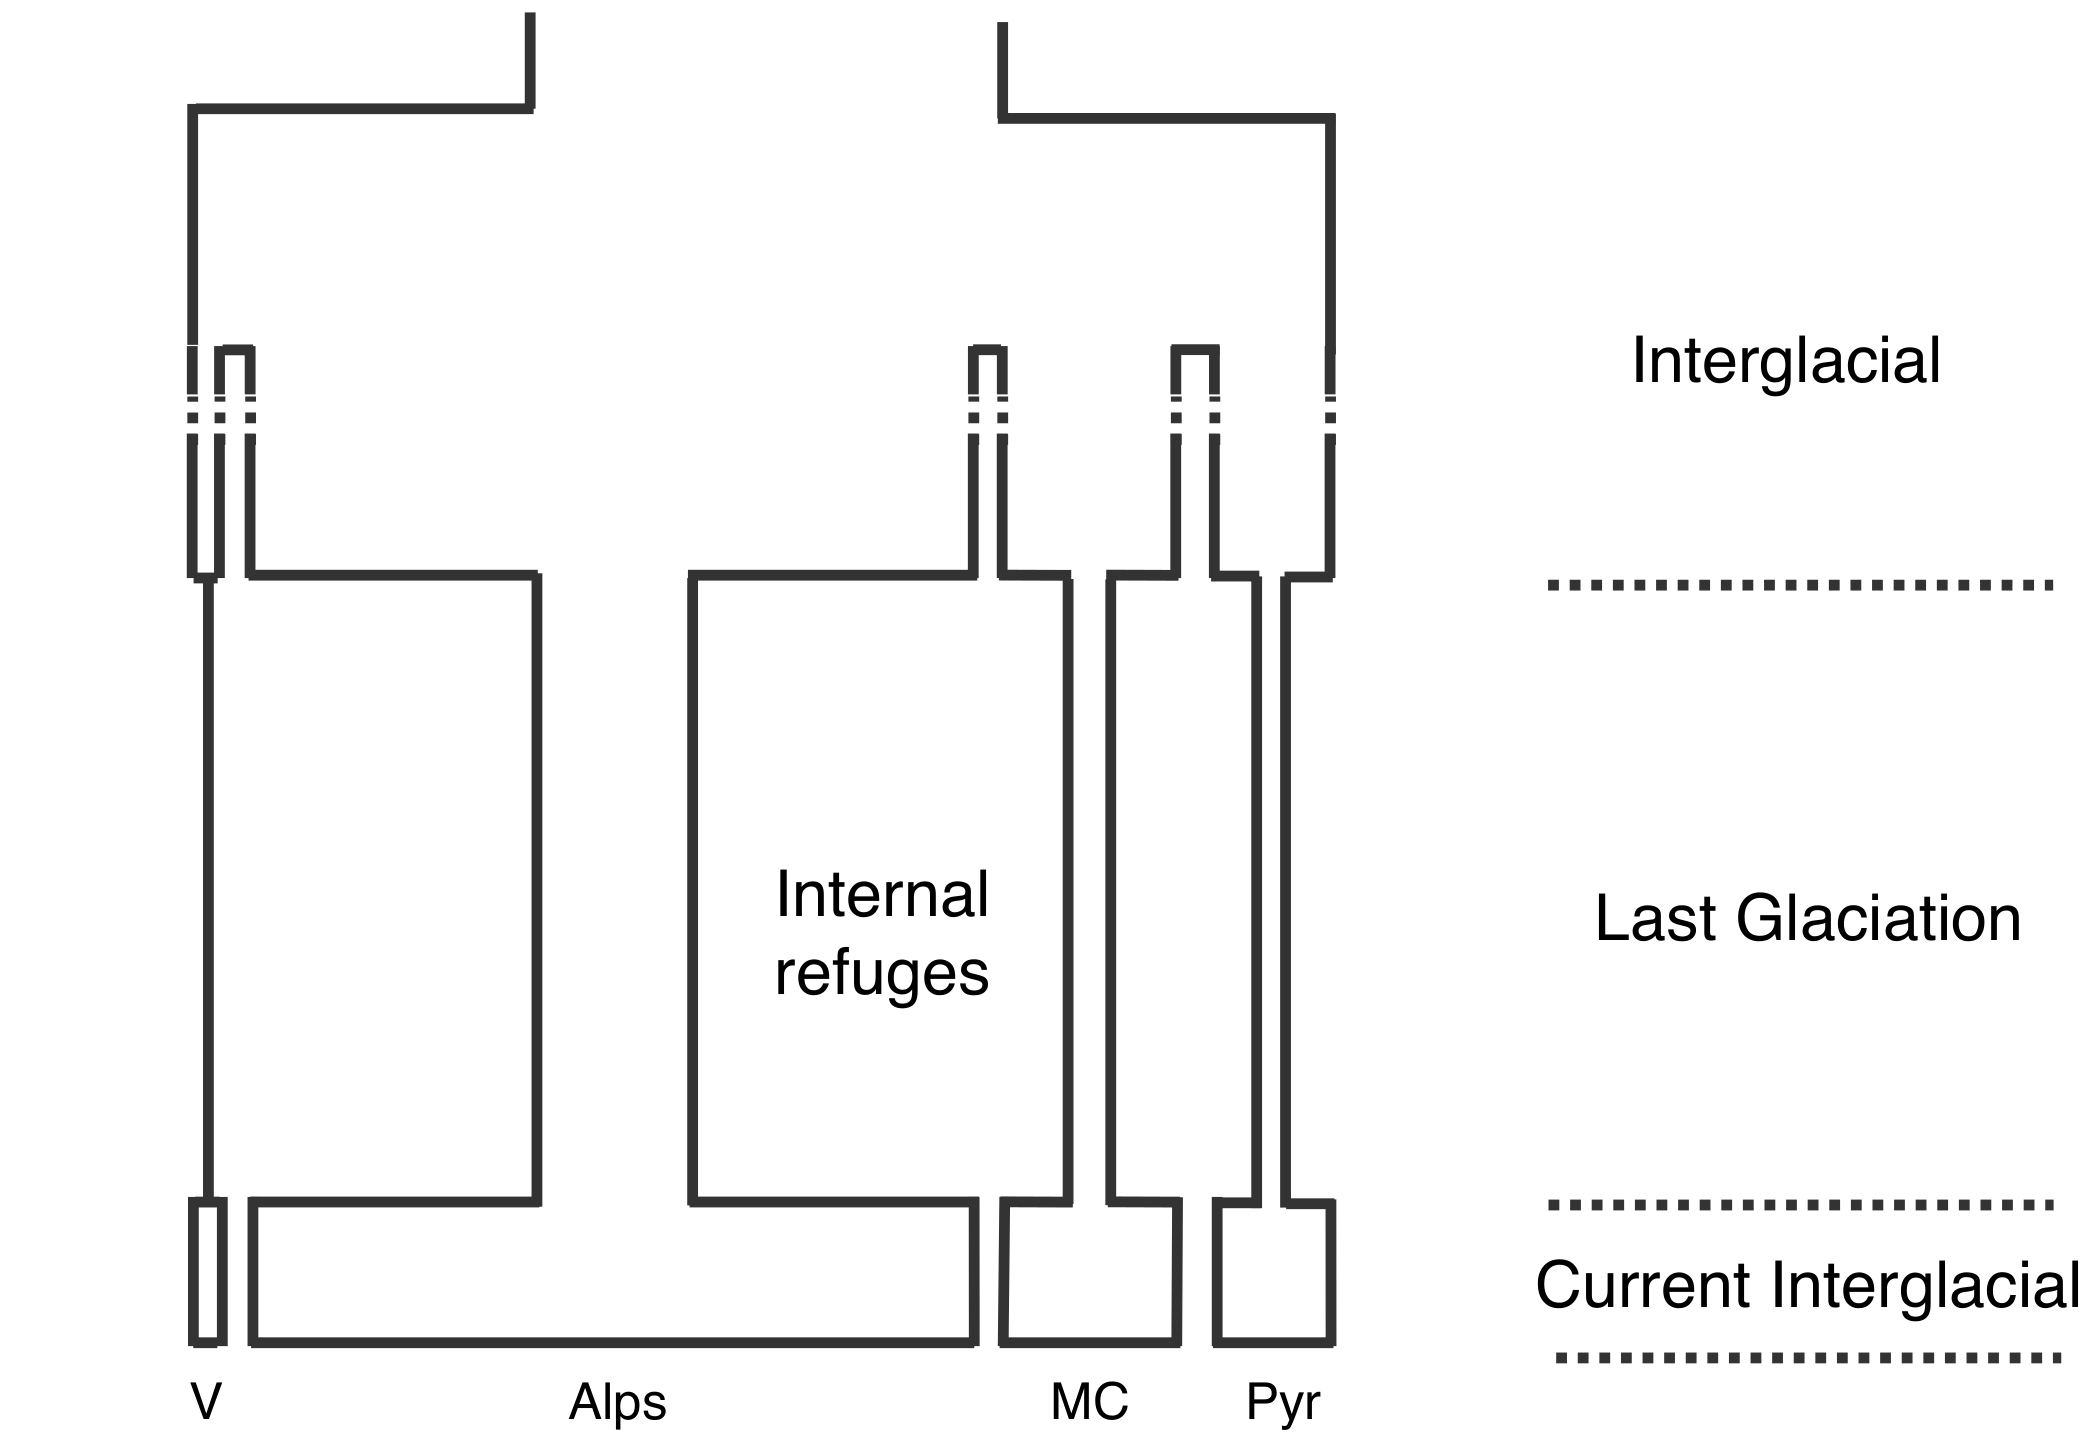 Interglacial
Internal
refuges
Last Glaciation
Current Interglacial
V Alps MC Pyr